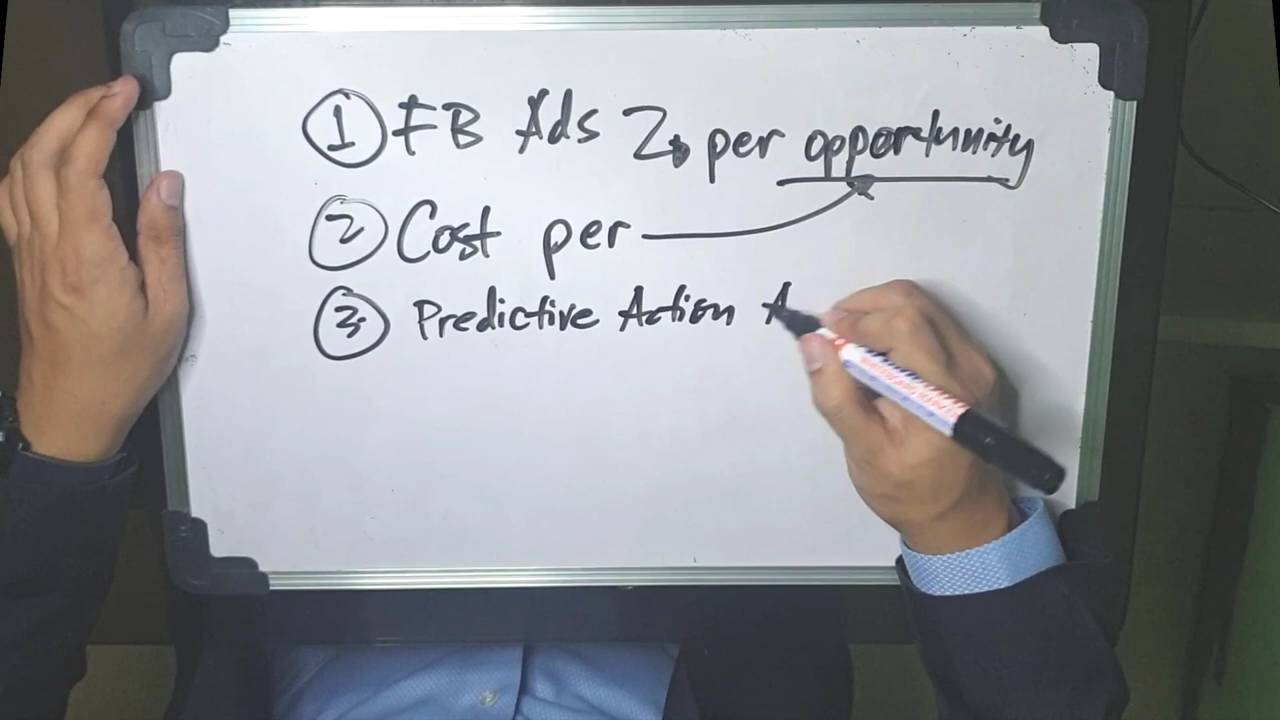 ① FB Ads 2 per opportunity
② Cost per
③ Predictive Action A